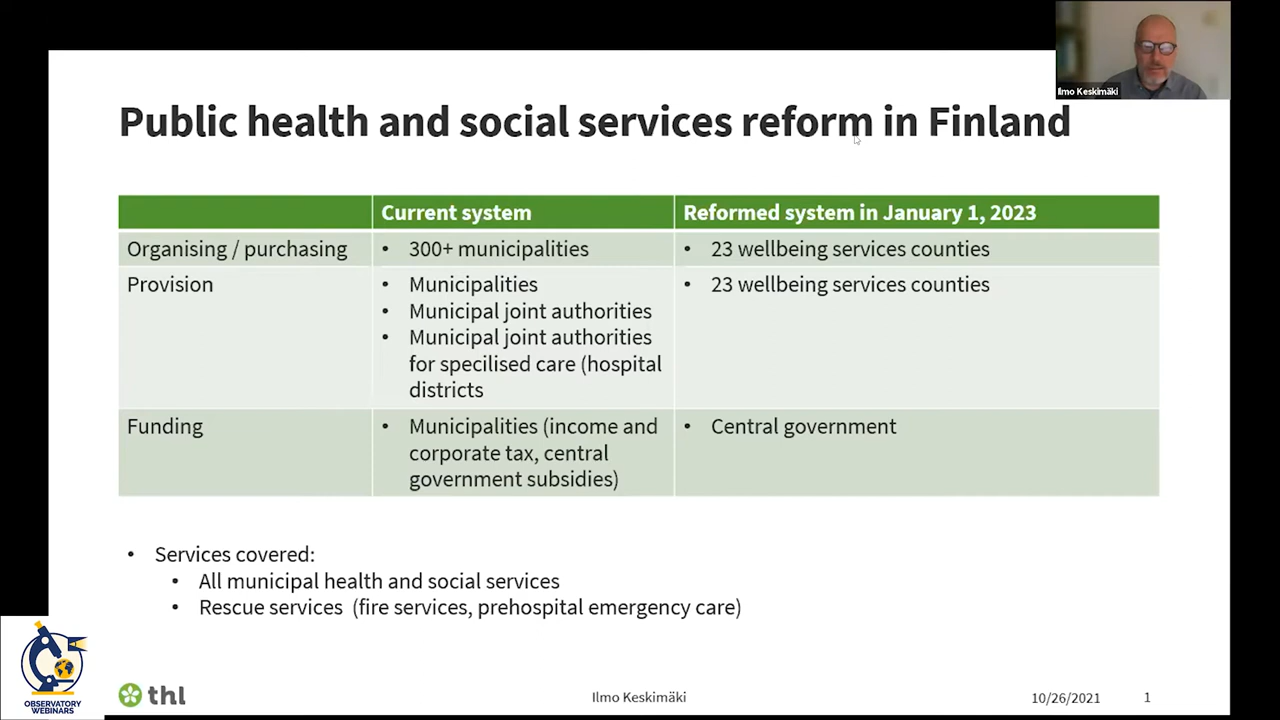 Ilmo Keskimäki
Public health and social services reform in Finland
Current system
Reformed system in January 1, 2023
Organising / purchasing
• 300+ municipalities
• 23 wellbeing services counties
Provision
• Municipalities
• Municipal joint authorities
• Municipal joint authorities
for specilised care (hospital
districts
• 23 wellbeing services counties
Funding
• Municipalities (income and
corporate tax, central
government subsidies)
• Central government
• Services covered:
• All municipal health and social services
• Rescue services (fire services, prehospital emergency care)
OBSERVATORY
WEBINARS
thl
Ilmo Keskimäki
10/26/2021
1